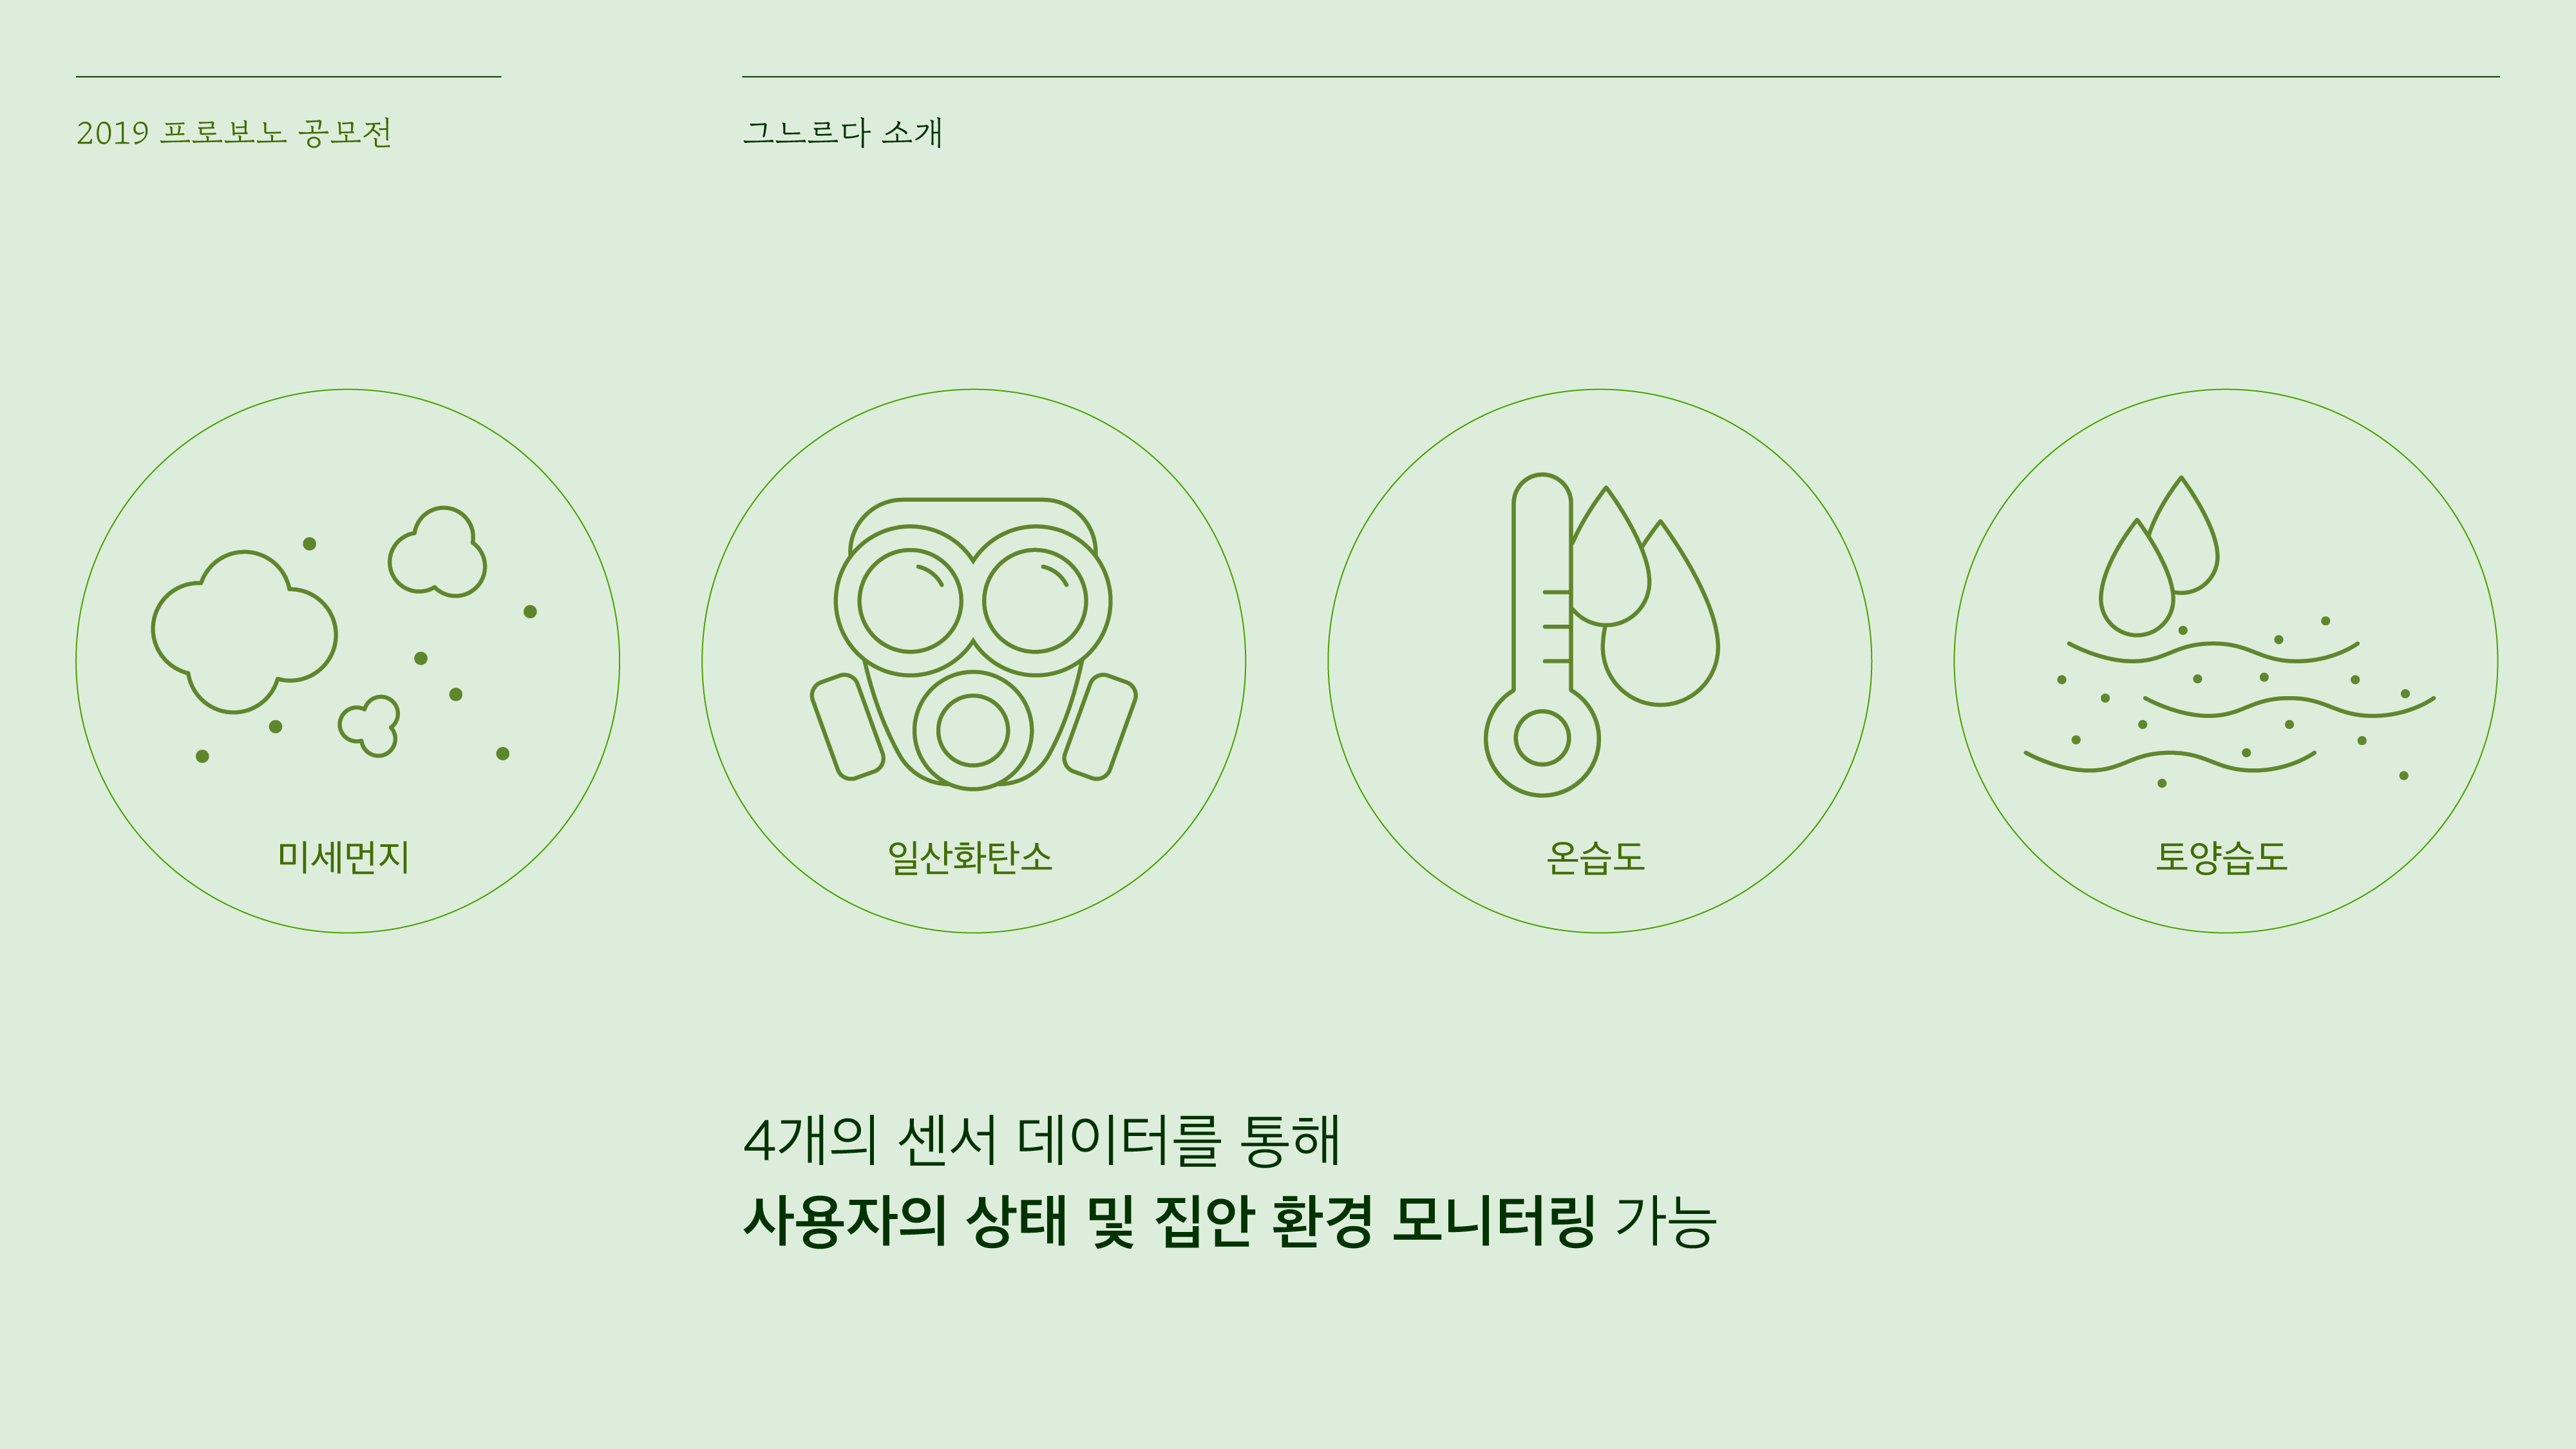 2019 프로보노 공모전
그느르다 소개
미세먼지
일산화탄소
온습도
토양습도
4개의 센서 데이터를 통해
사용자의 상태 및 집안 환경 모니터링 가능